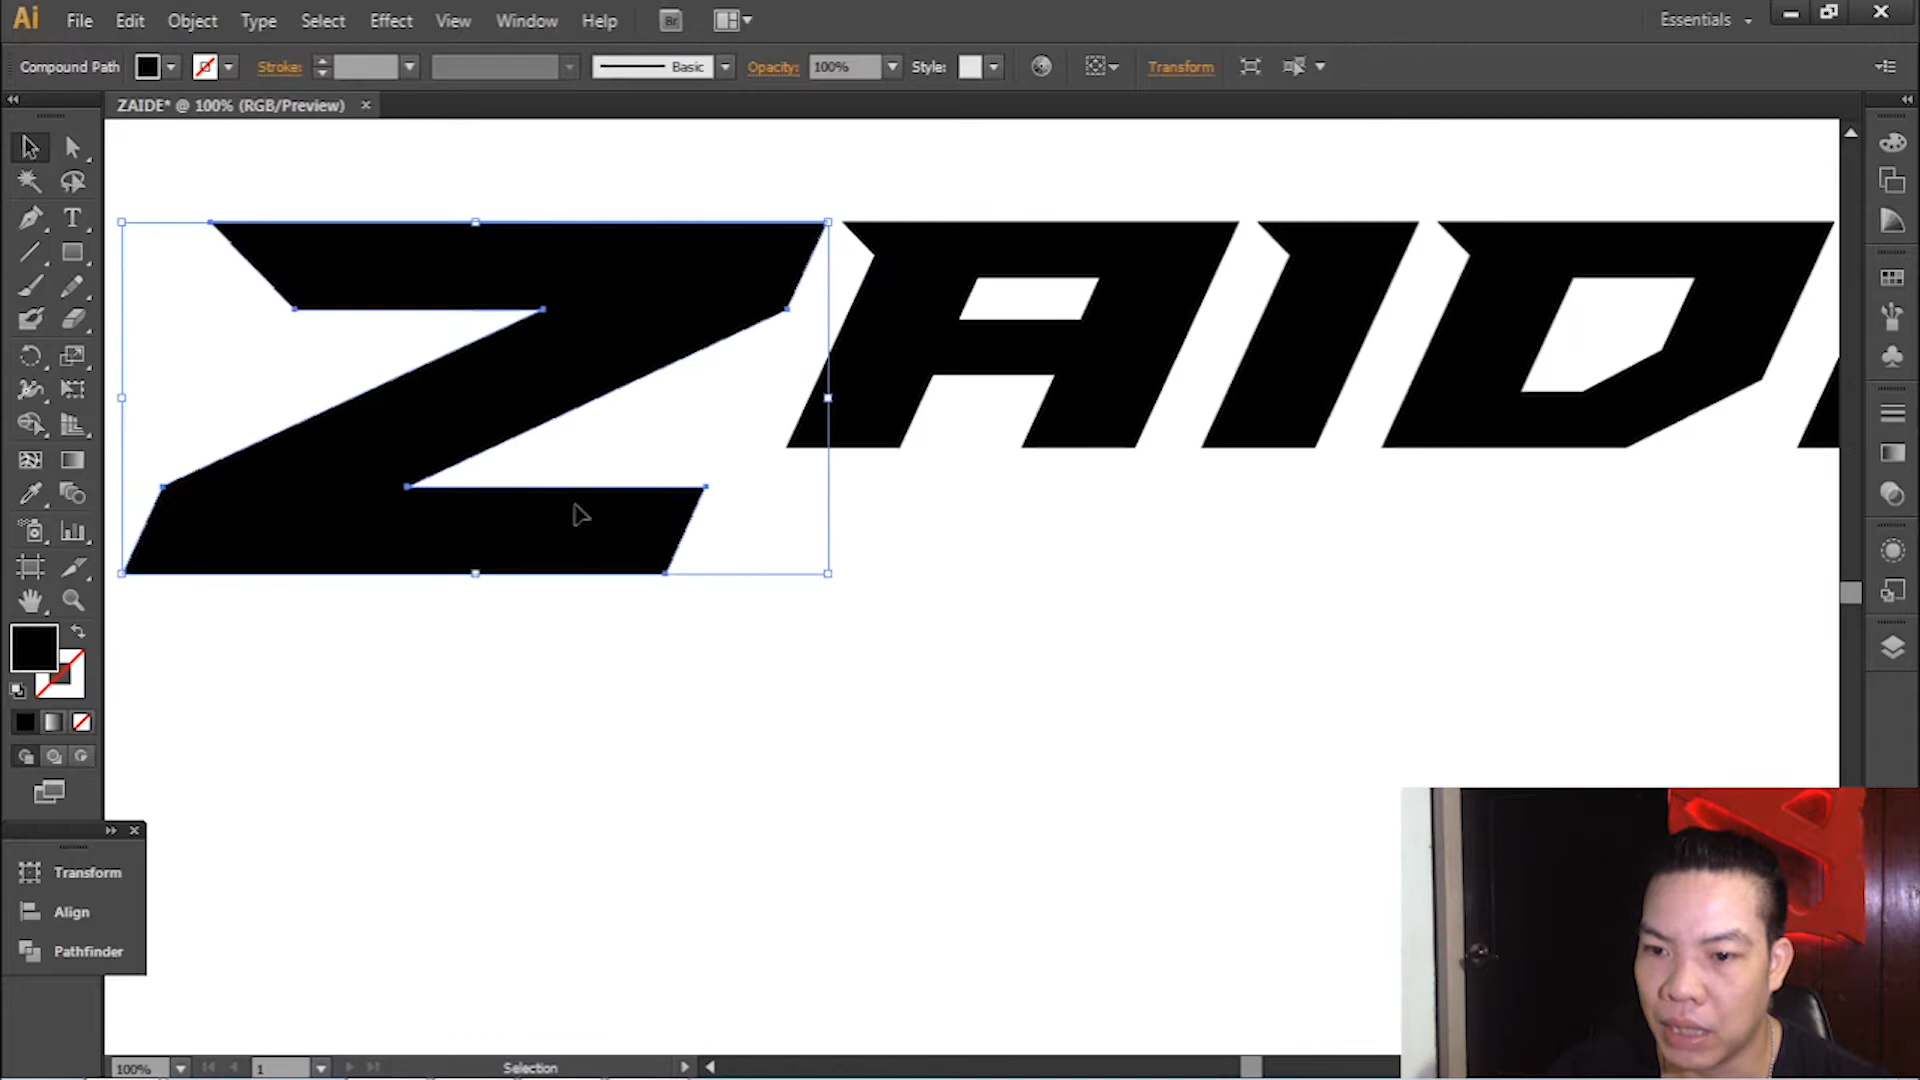 Ai File Edit Object Type Select Effect View Window Help Br Essentials
Compound Path Stroke: Basic Opacity: 100% Style: Transform
ZAIDE* @ 100% (RGB/Preview)
ZAID
Transform
Align
Pathfinder
100% 1 Selection